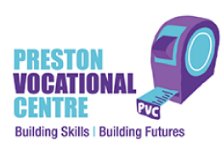 PRESTON
VOCATIONAL
CENTRE
PVC
Building Skills | Building Futures